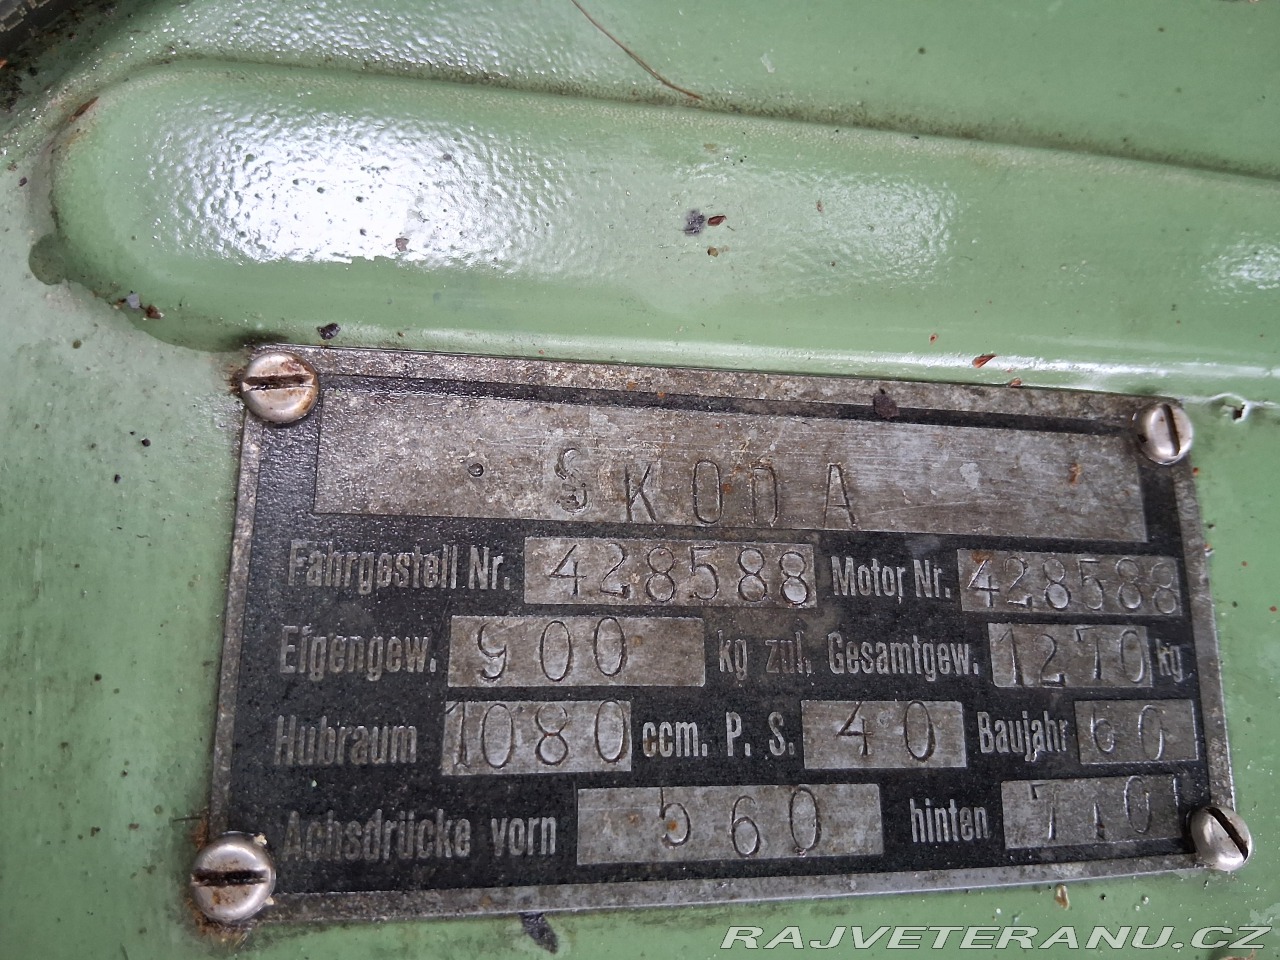 SKODA
Fahrgestell Nr. 428588 Motor Nr. 428588
Eigengew. 900 kg zul. Gesamtgew. 1270 kg
Hubraum 1080 ccm. P. S. 40 Baujahr 60
Achsdrücke vorn 560 hinten 710
RAJVETERANU.CZ